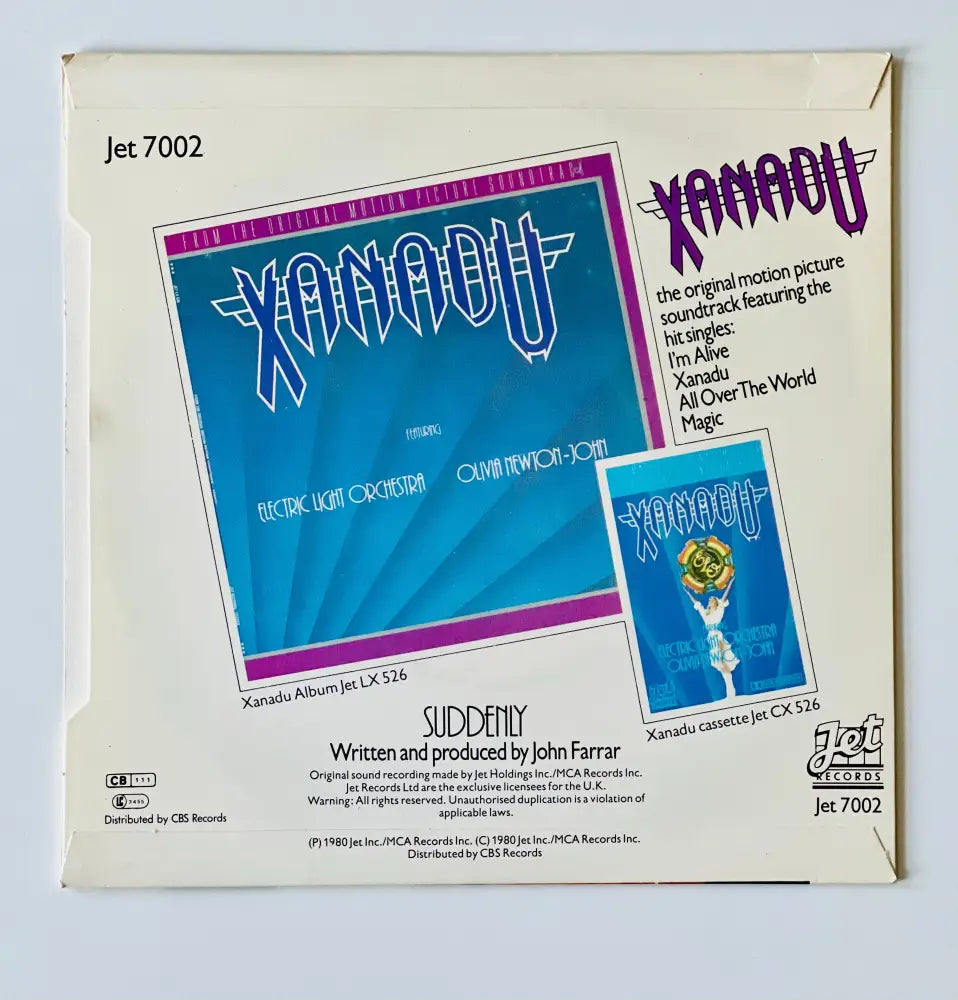 Jet 7002
FROM THE ORIGINAL MOTION PICTURE SOUNDTRACK
XANADU
FEATURING
ELECTRIC LIGHT ORCHESTRA
OLIVIA NEWTON-JOHN
XANADU
the original motion picture
soundtrack featuring the
hit singles:
I'm Alive
Xanadu
All Over The World
Magic
XANADU
ELECTRIC LIGHT ORCHESTRA
OLIVIA NEWTON-JOHN
Xanadu Album Jet LX 526
Xanadu cassette Jet CX 526
SUDDENLY
Written and produced by John Farrar
Original sound recording made by Jet Holdings Inc./MCA Records Inc.
Jet Records Ltd are the exclusive licensees for the U.K.
Warning: All rights reserved. Unauthorised duplication is a violation of
applicable laws.
(P) 1980 Jet Inc./MCA Records Inc. (C) 1980 Jet Inc./MCA Records Inc.
Distributed by CBS Records
CB 111
LC 3455
Distributed by CBS Records
Jet
RECORDS
Jet 7002